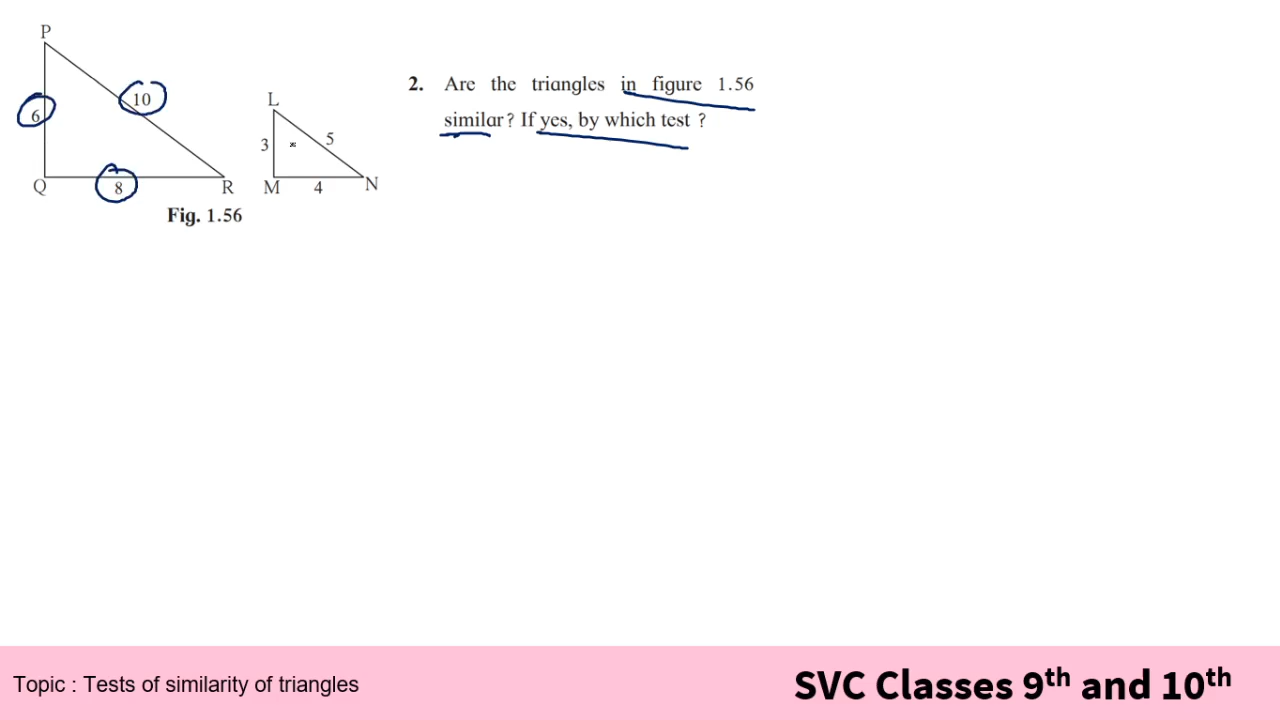 P
6
10
Q
8
R
L
3
5
M
4
N
Fig. 1.56
2. Are the triangles in figure 1.56
similar? If yes, by which test ?
Topic : Tests of similarity of triangles
SVC Classes 9th and 10th